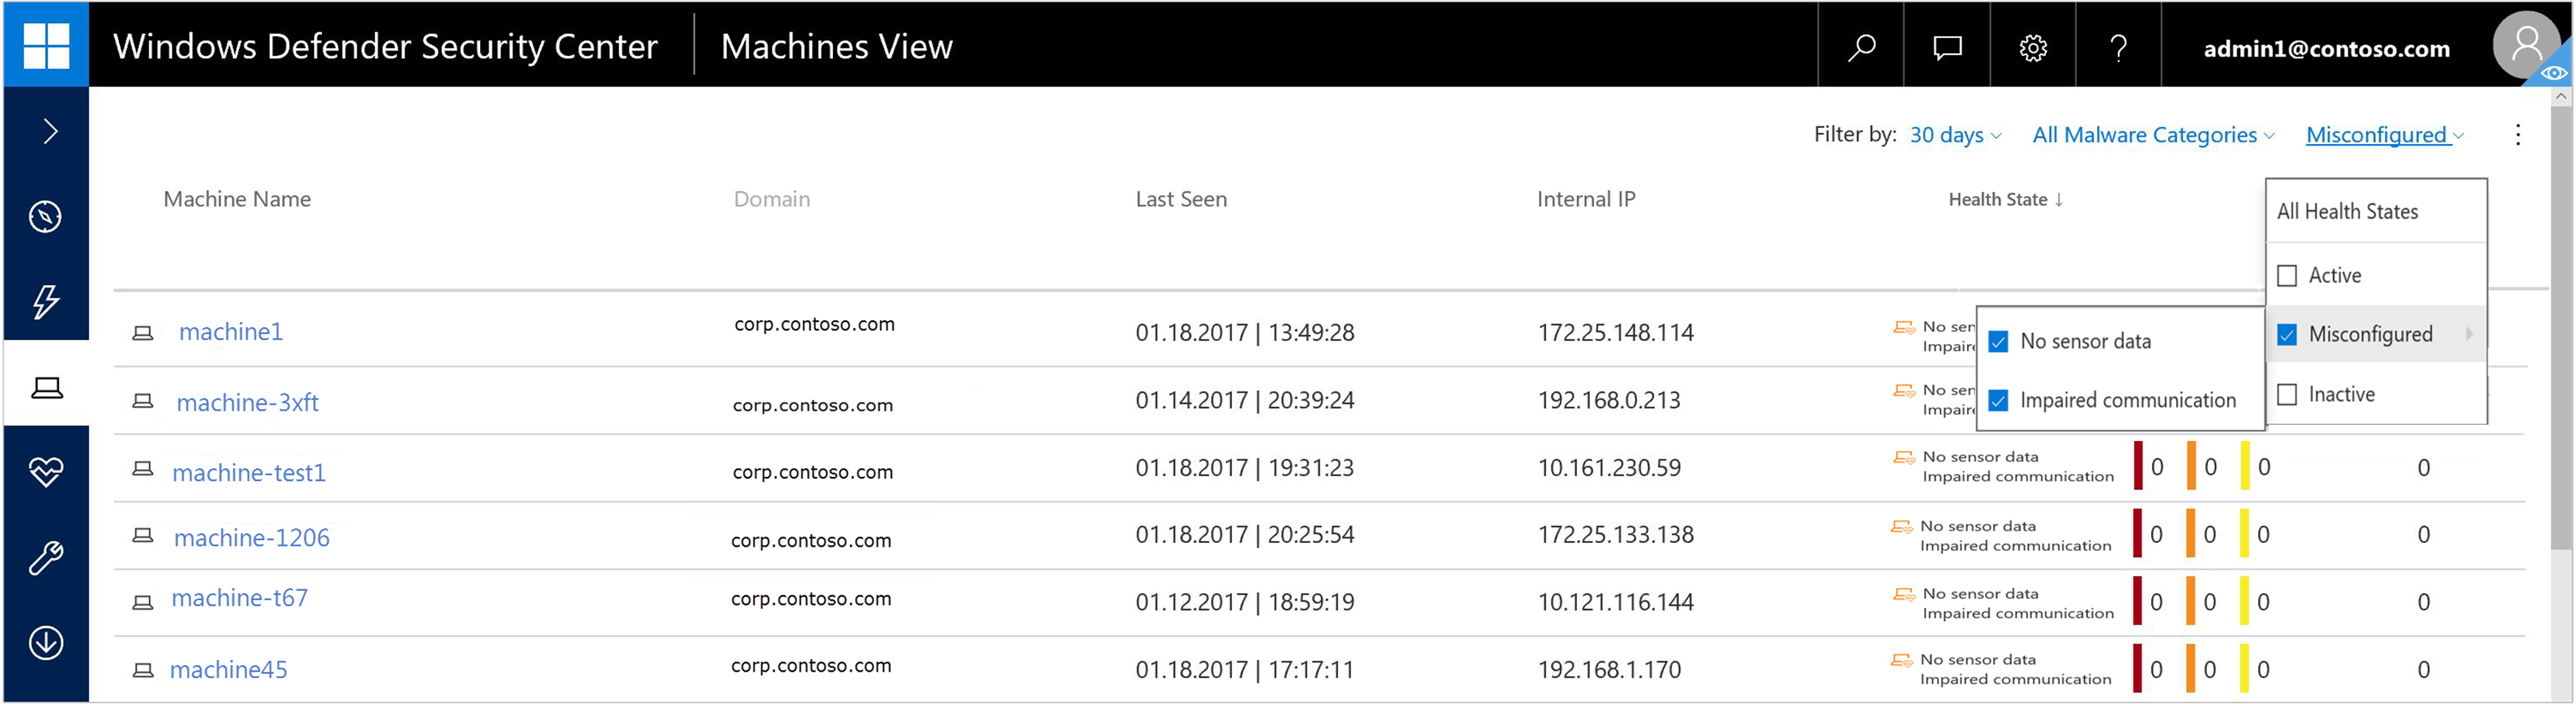 Windows Defender Security Center Machines View admin1@contoso.com
Filter by: 30 days All Malware Categories Misconfigured
Machine Name Domain Last Seen Internal IP Health State ↓
All Health States
Active
Misconfigured
Inactive
No sensor data
Impaired communication
machine1 corp.contoso.com 01.18.2017 | 13:49:28 172.25.148.114 No
machine-3xft corp.contoso.com 01.14.2017 | 20:39:24 192.168.0.213 No
machine-test1 corp.contoso.com 01.18.2017 | 19:31:23 10.161.230.59 No sensor data 0 0 0 0
Impaired communication
machine-1206 corp.contoso.com 01.18.2017 | 20:25:54 172.25.133.138 No sensor data 0 0 0 0
Impaired communication
machine-t67 corp.contoso.com 01.12.2017 | 18:59:19 10.121.116.144 No sensor data 0 0 0 0
Impaired communication
machine45 corp.contoso.com 01.18.2017 | 17:17:11 192.168.1.170 No sensor data 0 0 0 0
Impaired communication